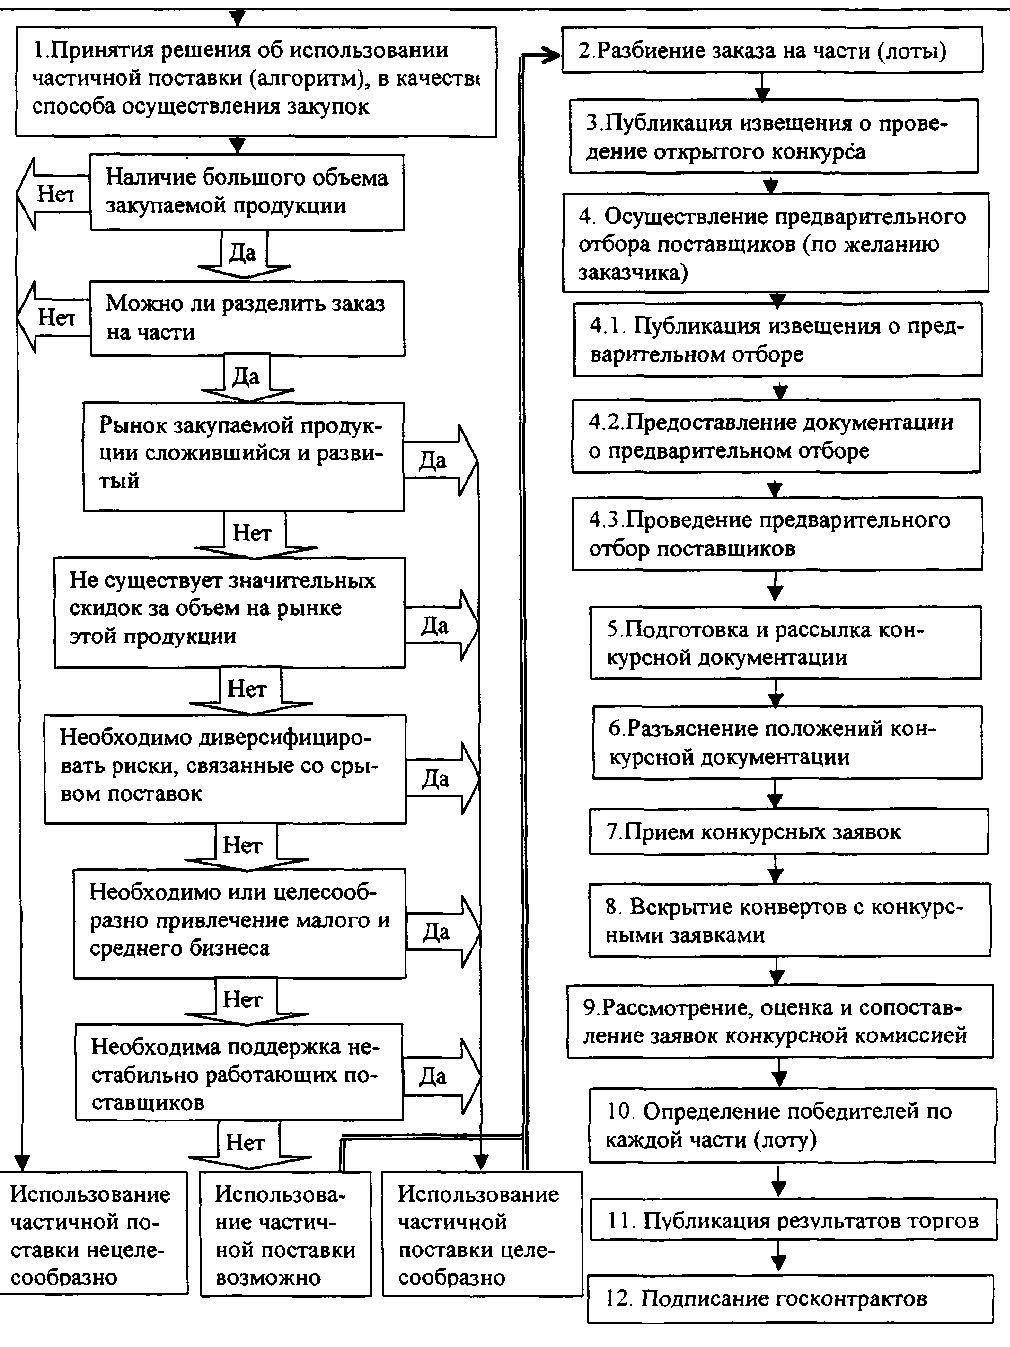 1.Принятия решения об использовании
частичной поставки (алгоритм), в качестве
способа осуществления закупок
Наличие большого объема
закупаемой продукции
Нет
Да
Можно ли разделить заказ
на части
Нет
Да
Рынок закупаемой продук-
ции сложившийся и разви-
тый
Да
Нет
Не существует значительных
скидок за объем на рынке
этой продукции
Да
Нет
Необходимо диверсифициро-
вать риски, связанные со сры-
вом поставок
Да
Нет
Необходимо или целесооб-
разно привлечение малого и
среднего бизнеса
Да
Нет
Необходима поддержка не-
стабильно работающих по-
ставщиков
Да
Нет
Использование
частичной по-
ставки нецеле-
сообразно
Использова-
ние частич-
ной поставки
возможно
Использование
частичной
поставки целе-
сообразно
2.Разбиение заказа на части (лоты)
3.Публикация извещения о прове-
дение открытого конкурса
4. Осуществление предварительного
отбора поставщиков (по желанию
заказчика)
4.1. Публикация извещения о пред-
варительном отборе
4.2.Предоставление документации
о предварительном отборе
4.3.Проведение предварительного
отбор поставщиков
5.Подготовка и рассылка кон-
курсной документации
6.Разъяснение положений кон-
курсной документации
7.Прием конкурсных заявок
8. Вскрытие конвертов с конкурс-
ными заявками
9.Рассмотрение, оценка и сопостав-
ление заявок конкурсной комиссией
10. Определение победителей по
каждой части (лоту)
11. Публикация результатов торгов
12. Подписание госконтрактов